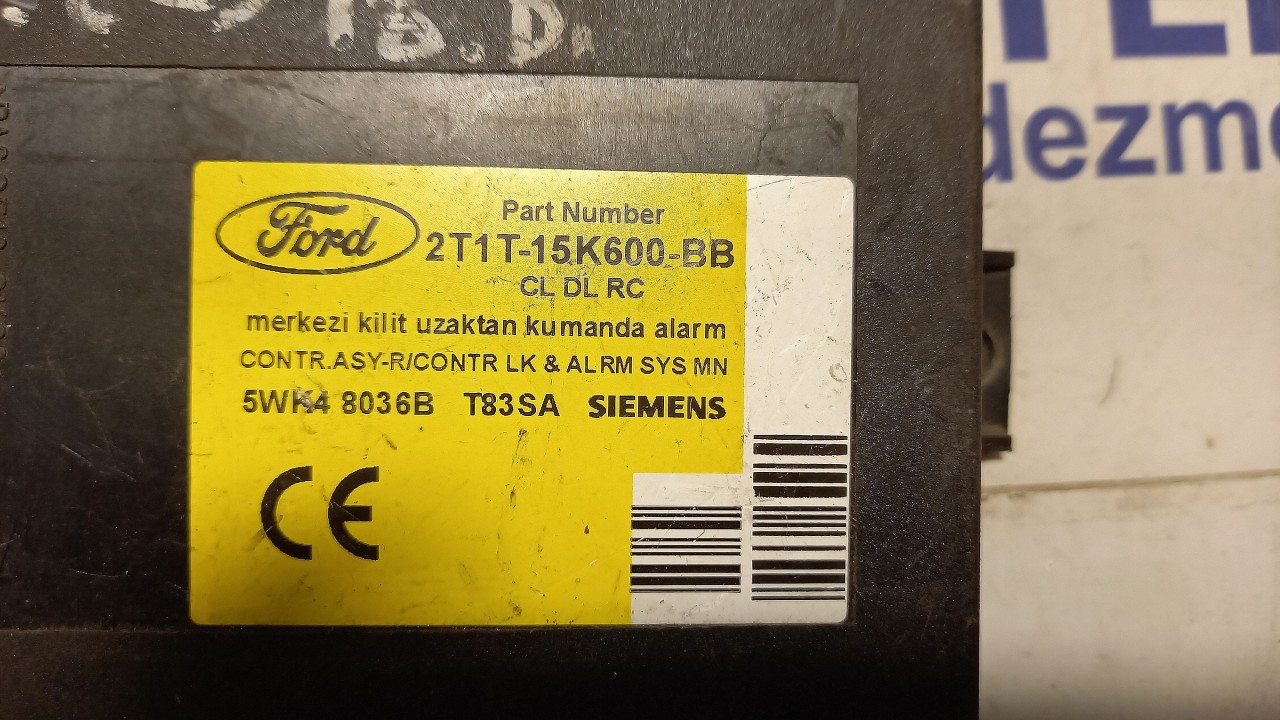 Ford
Part Number
2T1T-15K600-BB
CL DL RC
merkezi kilit uzaktan kumanda alarm
CONTR.ASY-R/CONTR LK & ALRM SYS MN
5WK4 8036B T83SA SIEMENS
CE
dezme